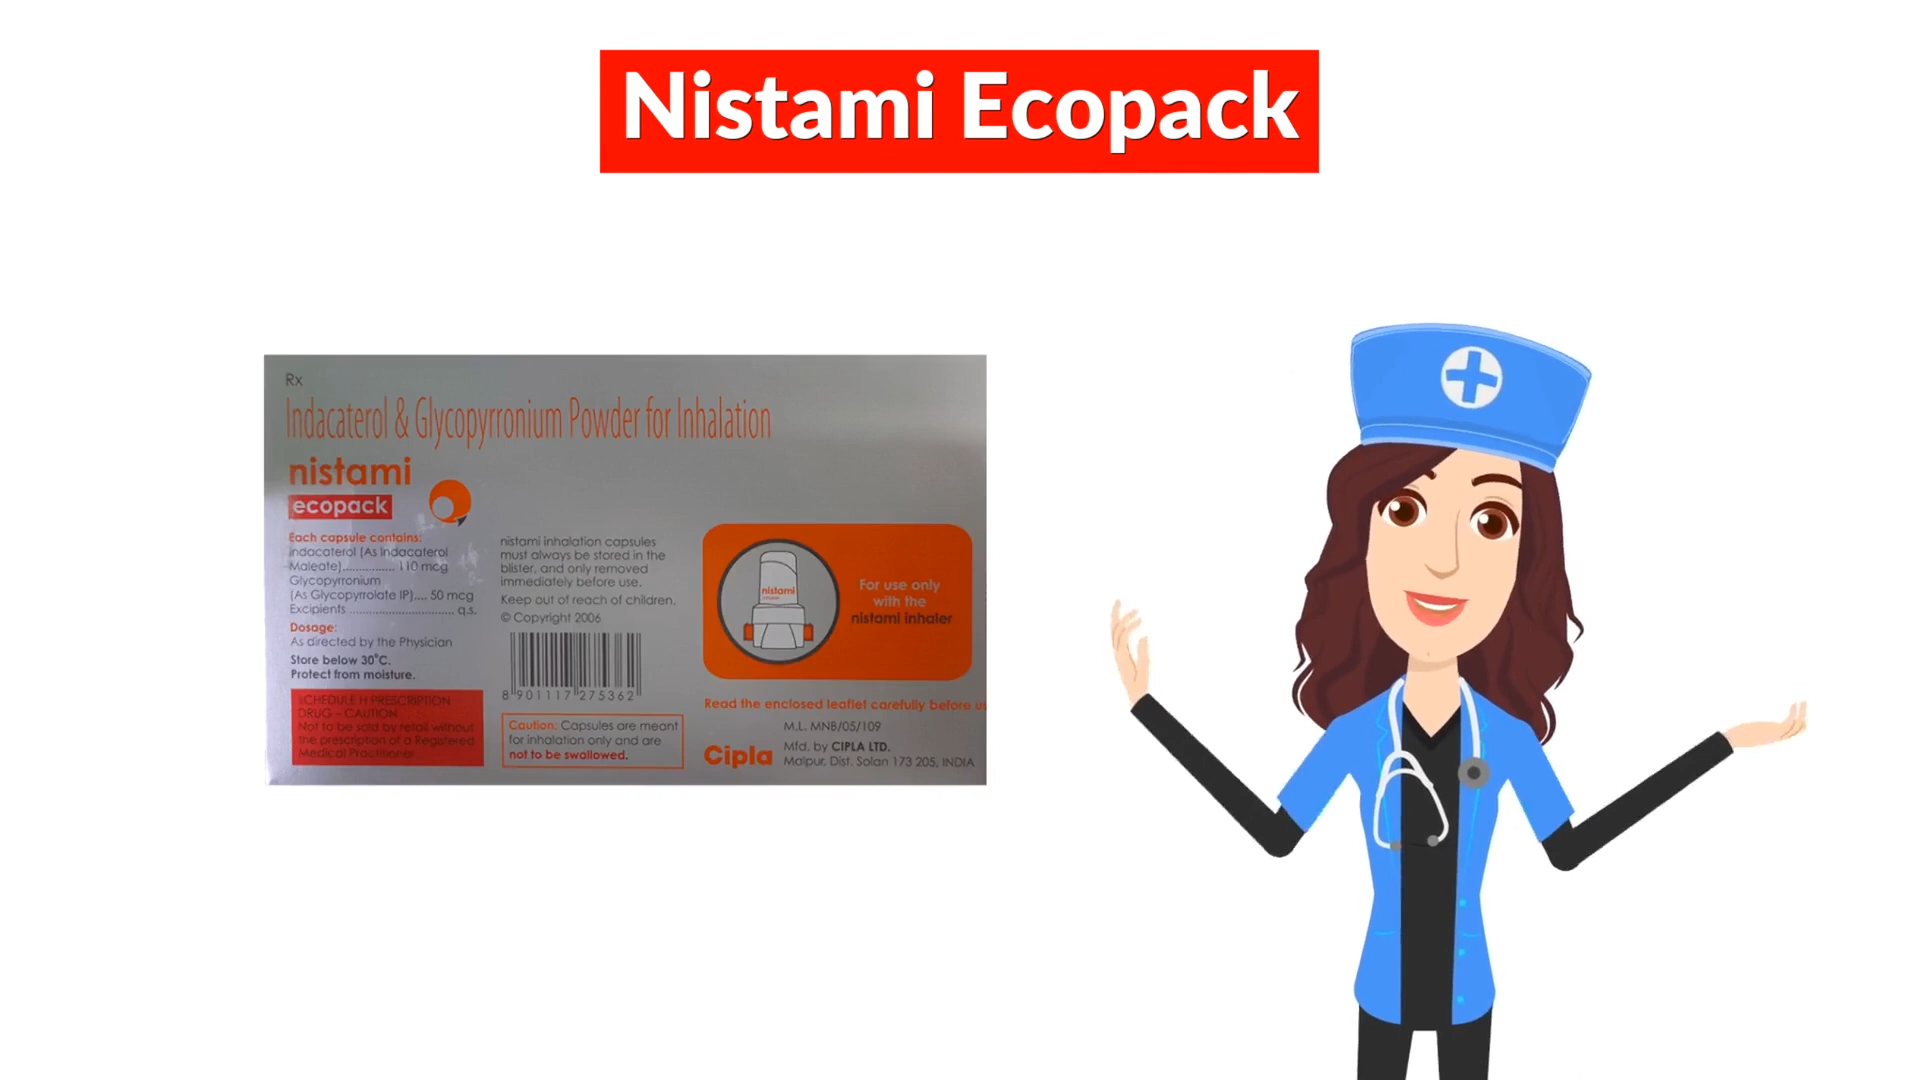 Nistami Ecopack
Rx
Indacaterol & Glycopyrronium Powder for Inhalation
nistami
ecopack
Each capsule contains:
Indacaterol (As Indacaterol
Maleate)................ 110 mcg
Glycopyrronium
(As Glycopyrrolate IP).... 50 mcg
Excipients ............................. q.s.
Dosage:
As directed by the Physician
Store below 30°C.
Protect from moisture.
SCHEDULE H PRESCRIPTION
DRUG - CAUTION
Not to be sold by retail without
the prescription of a Registered
Medical Practitioner.
nistami inhalation capsules
must always be stored in the
blister, and only removed
immediately before use.
Keep out of reach of children.
© Copyright 2006
8 901117 275362
Caution: Capsules are meant
for inhalation only and are
not to be swallowed.
nistami
For use only
with the
nistami inhaler
Read the enclosed leaflet carefully before us
M.L. MNB/05/109
Cipla
Mfd. by CIPLA LTD.
Malpur, Dist. Solan 173 205, INDIA